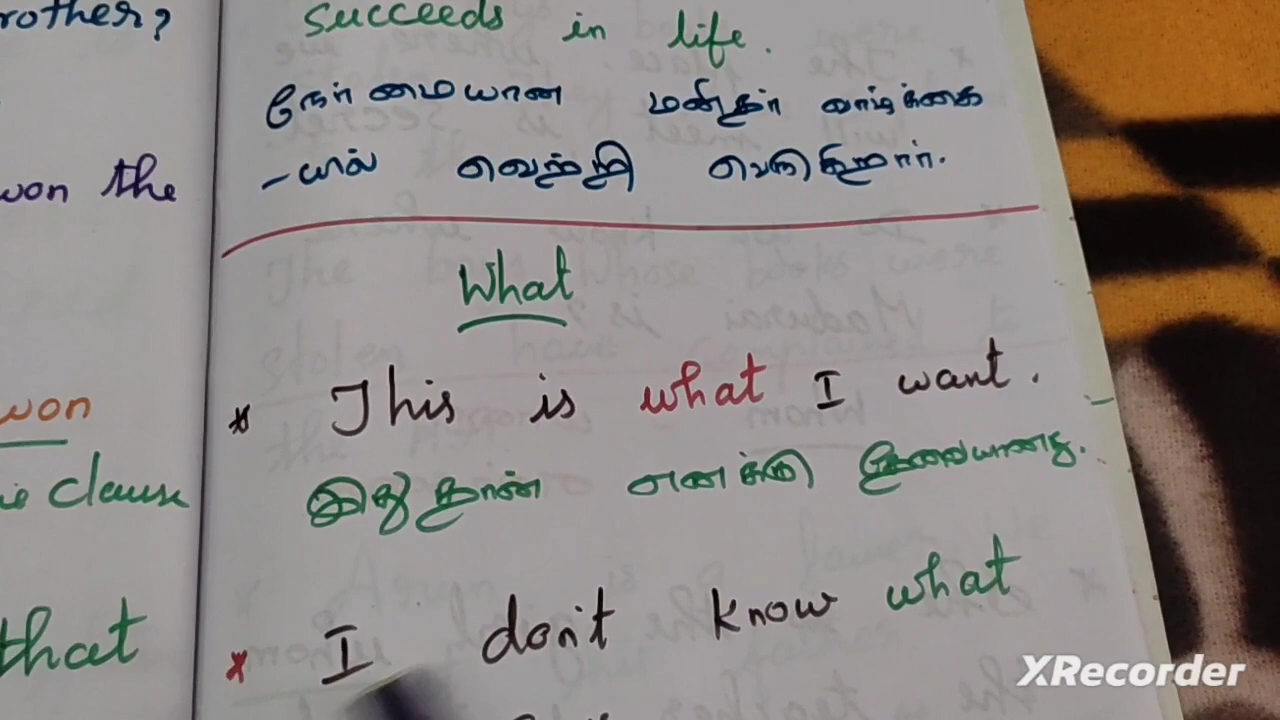 rother?
won the
won
clause
that
succeeds in life.
நேர்மையான மனிதர் வாழ்க்கை
-யில் வெற்றி பெறுகிறார்.
What
* This is what I want.
இதுதான் எனக்கு தேவையானது.
* I don't know what
XRecorder